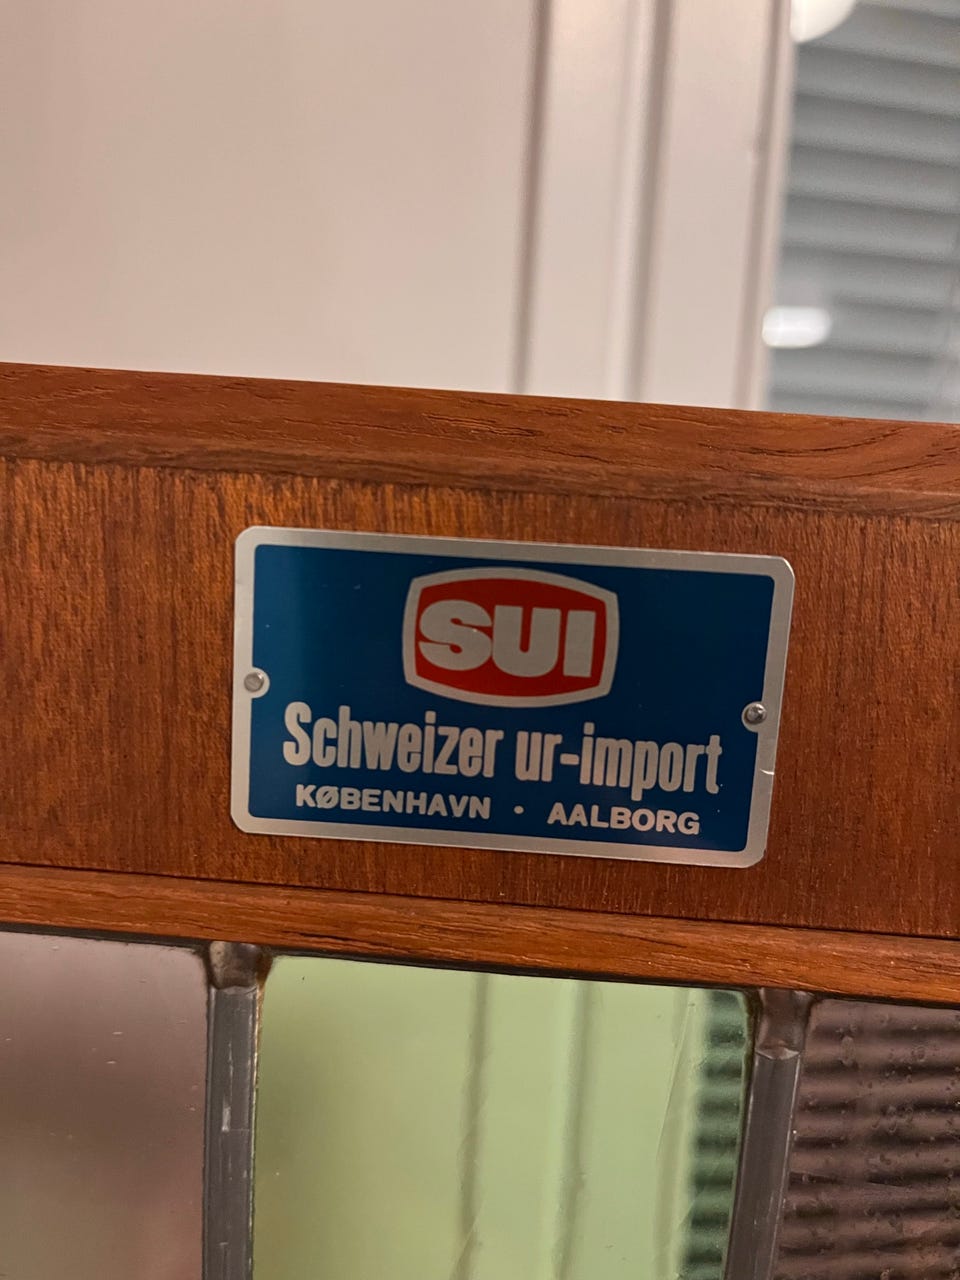 SUI
Schweizer ur-import
KØBENHAVN • AALBORG